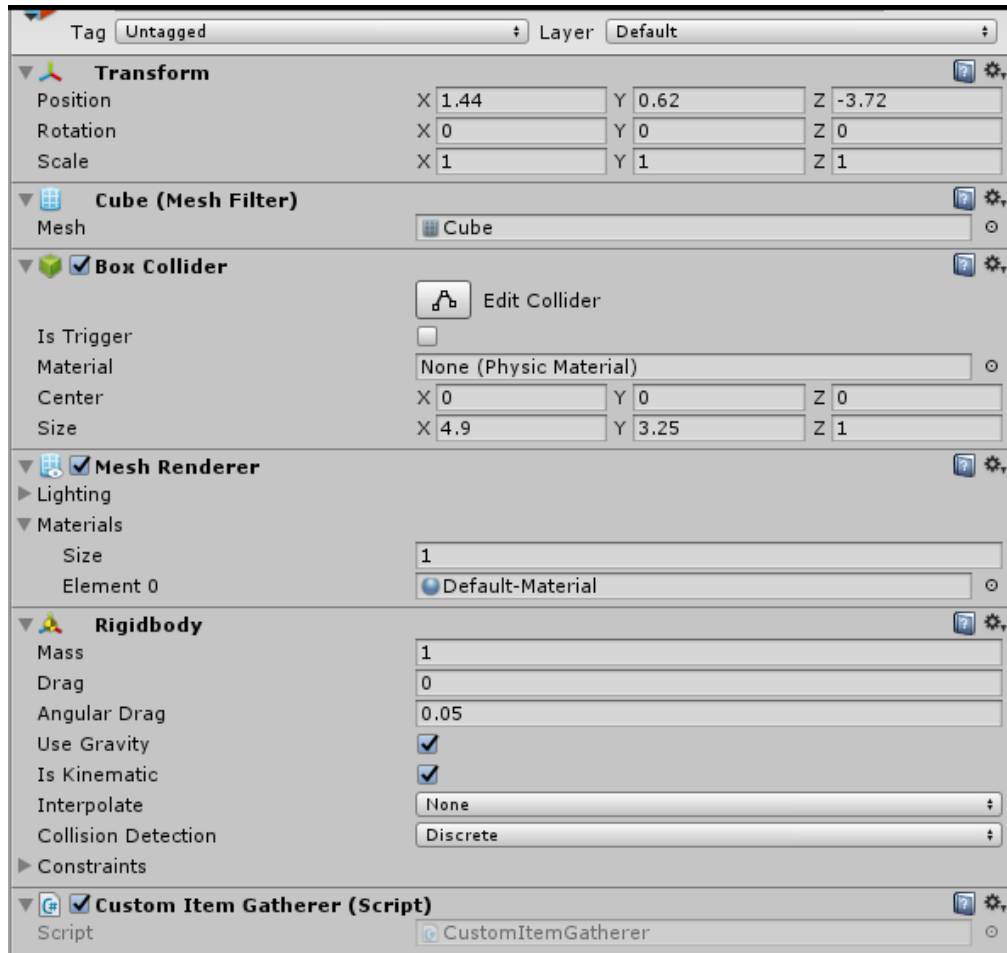 Tag Untagged Layer Default
Transform
Position X 1.44 Y 0.62 Z -3.72
Rotation X 0 Y 0 Z 0
Scale X 1 Y 1 Z 1
Cube (Mesh Filter)
Mesh Cube
Box Collider
Edit Collider
Is Trigger
Material None (Physic Material)
Center X 0 Y 0 Z 0
Size X 4.9 Y 3.25 Z 1
Mesh Renderer
Lighting
Materials
Size 1
Element 0 Default-Material
Rigidbody
Mass 1
Drag 0
Angular Drag 0.05
Use Gravity
Is Kinematic
Interpolate None
Collision Detection Discrete
Constraints
Custom Item Gatherer (Script)
Script CustomItemGatherer